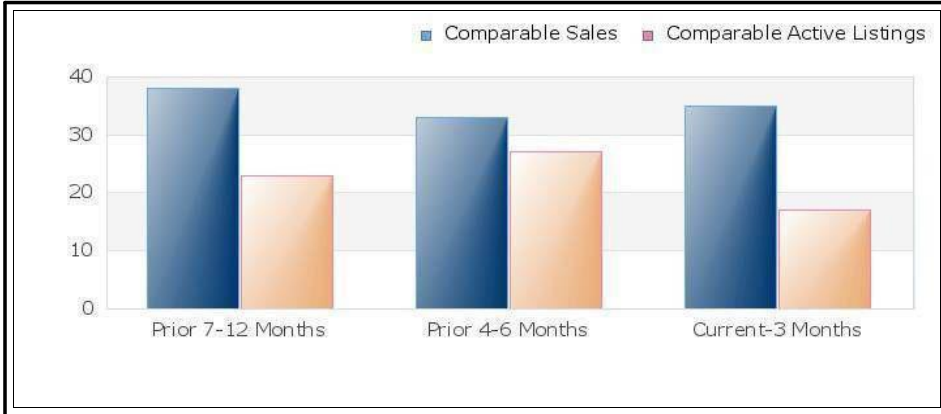 Comparable Sales Comparable Active Listings
40
30
20
10
0
Prior 7-12 Months Prior 4-6 Months Current-3 Months